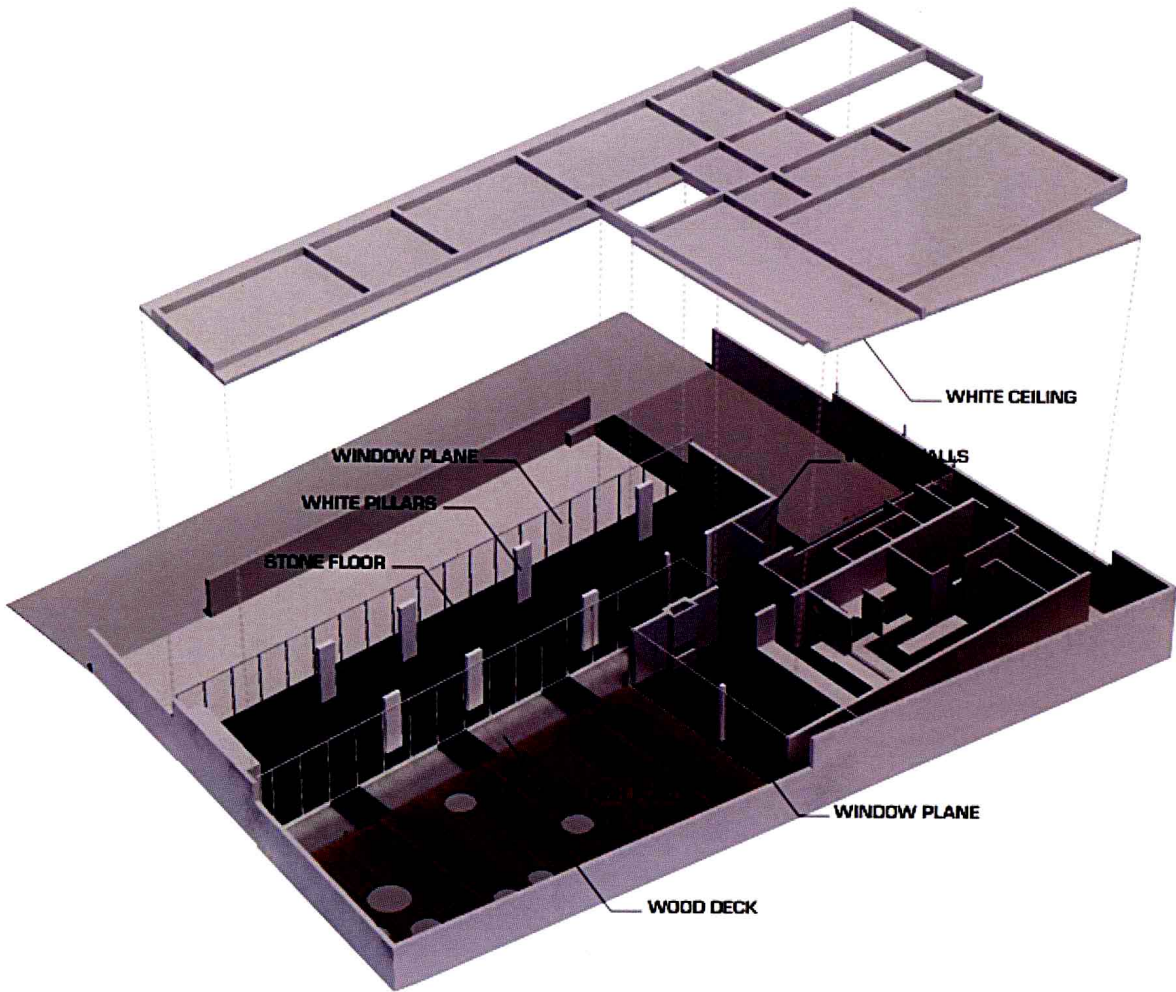 WHITE CEILING
WINDOW PLANE
WHITE PILLARS
STONE FLOOR
WINDOW PLANE
WOOD DECK